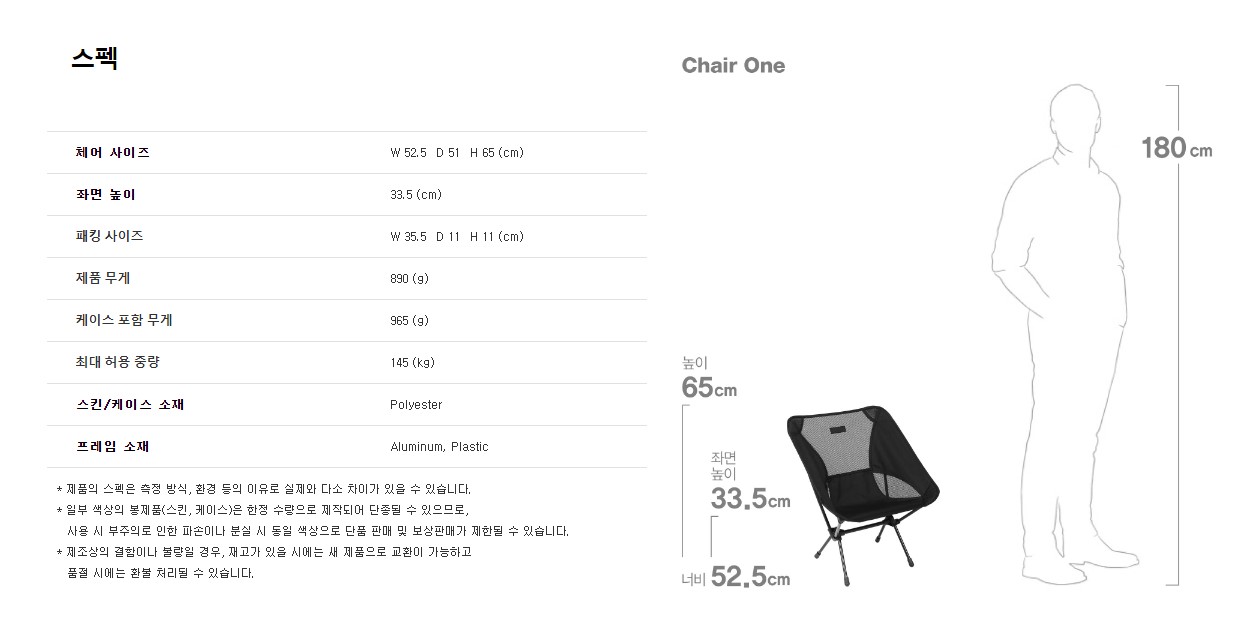 스펙
체어 사이즈 W 52.5 D 51 H 65 (cm)
좌면 높이 33.5 (cm)
패킹 사이즈 W 35.5 D 11 H 11 (cm)
제품 무게 890 (g)
케이스 포함 무게 965 (g)
최대 허용 중량 145 (kg)
스킨/케이스 소재 Polyester
프레임 소재 Aluminum, Plastic
* 제품의 스펙은 측정 방식, 환경 등의 이유로 실제와 다소 차이가 있을 수 있습니다.
* 일부 색상의 봉제품(스킨, 케이스)은 한정 수량으로 제작되어 단종될 수 있으므로,
사용 시 부주의로 인한 파손이나 분실 시 동일 색상으로 단품 판매 및 보상판매가 제한될 수 있습니다.
* 제조상의 결함이나 불량일 경우, 재고가 있을 시에는 새 제품으로 교환이 가능하고
품절 시에는 환불 처리될 수 있습니다.
Chair One
180 cm
높이
65cm
좌면
높이
33.5cm
너비 52.5cm